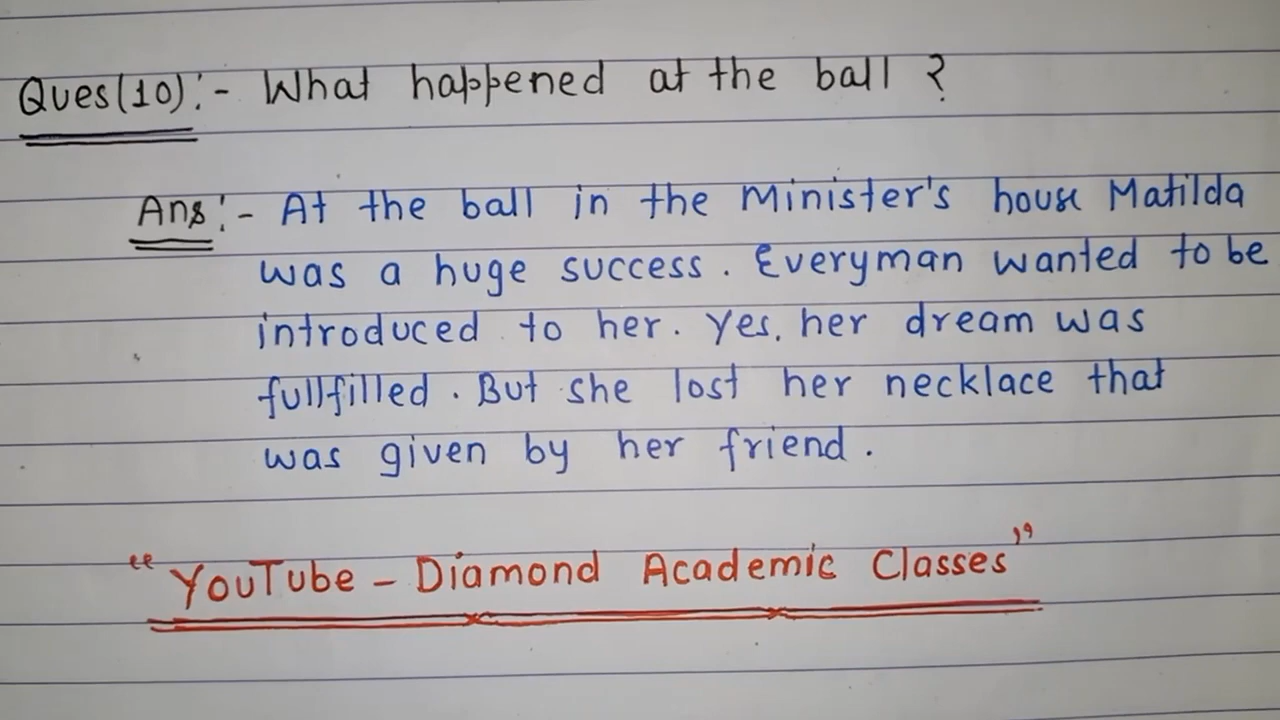 Ques(10):- What happened at the ball ?
Ans:- At the ball in the Minister's house Matilda
was a huge success. Everyman wanted to be
introduced to her. Yes, her dream was
fullfilled. But she lost her necklace that
was given by her friend.
"YouTube - Diamond Academic Classes"